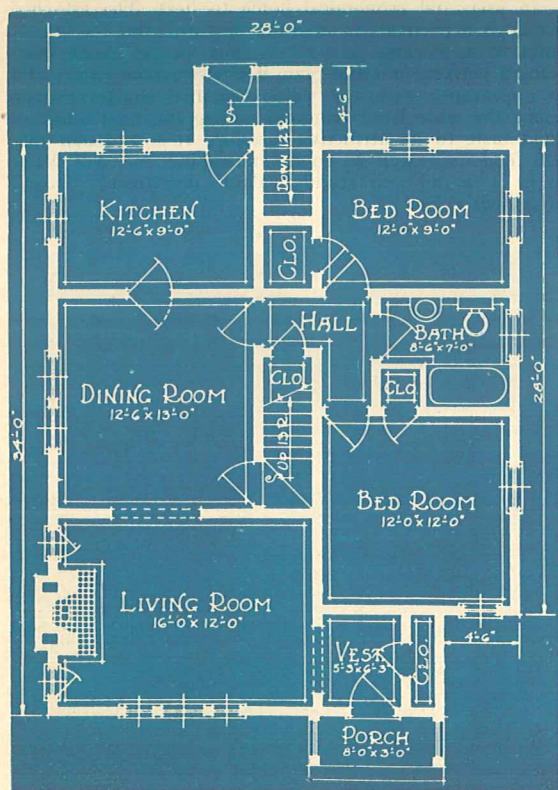 28'-0"
4'-6"
S
DOWN 12 R.
KITCHEN
12'-6" x 9'-0"
BED ROOM
12'-0" x 9'-0"
CLO.
HALL
BATH
8'-6" x 7'-0"
CLO.
CLO.
DINING ROOM
12'-6" x 13'-0"
34'-0"
28'-0"
UP 13 R.
S
BED ROOM
12'-0" x 12'-0"
LIVING ROOM
16'-0" x 12'-0"
VEST.
5'-3 x 6'-3
CLO.
4'-6"
PORCH
8'-0" x 3'-0"